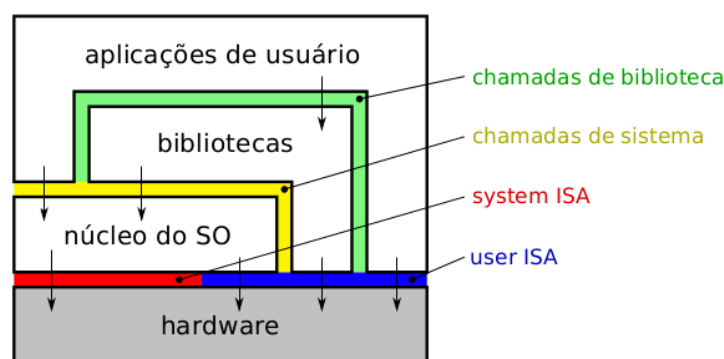 aplicações de usuário
chamadas de biblioteca
bibliotecas
chamadas de sistema
system ISA
núcleo do SO
user ISA
hardware